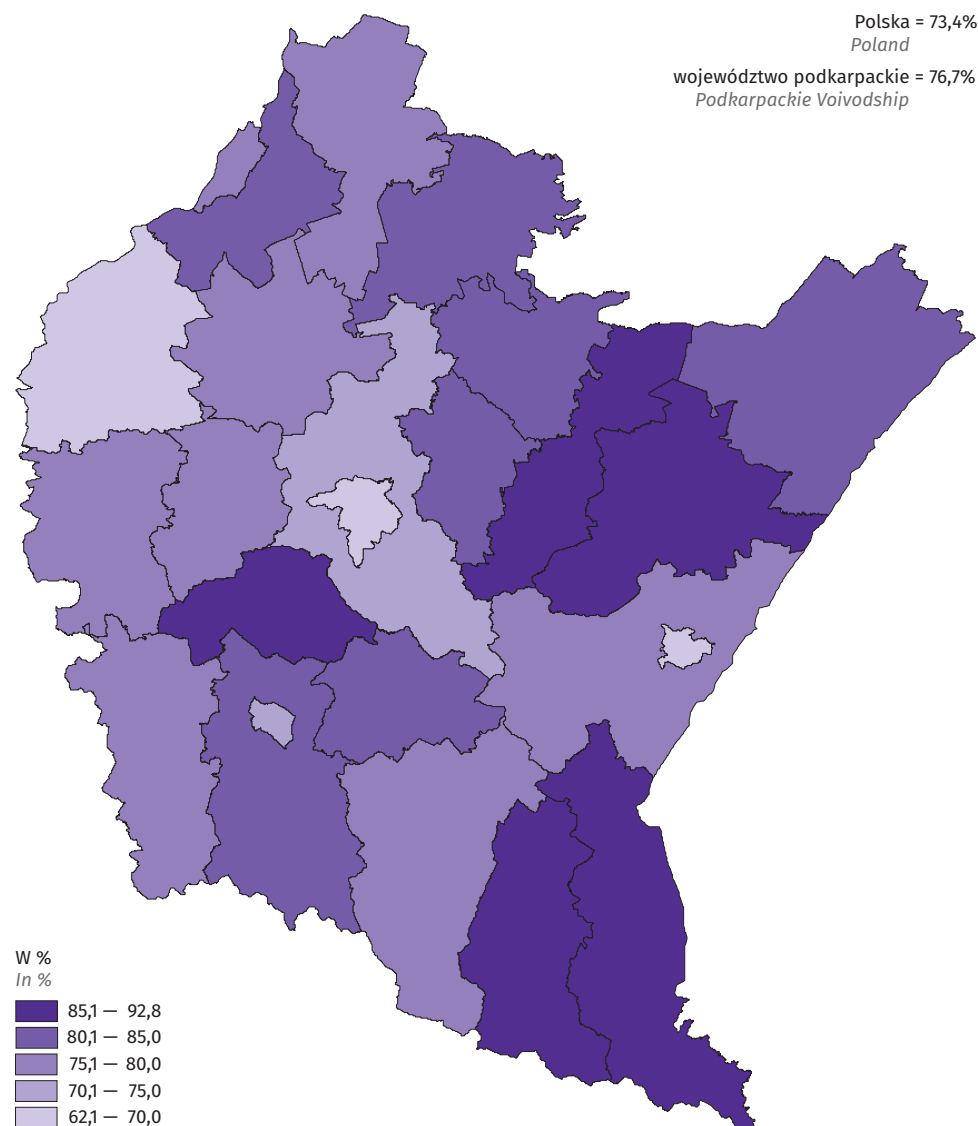 Polska = 73,4%
Poland
województwo podkarpackie = 76,7%
Podkarpackie Voivodship
W %
In %
85,1 — 92,8
80,1 — 85,0
75,1 — 80,0
70,1 — 75,0
62,1 — 70,0